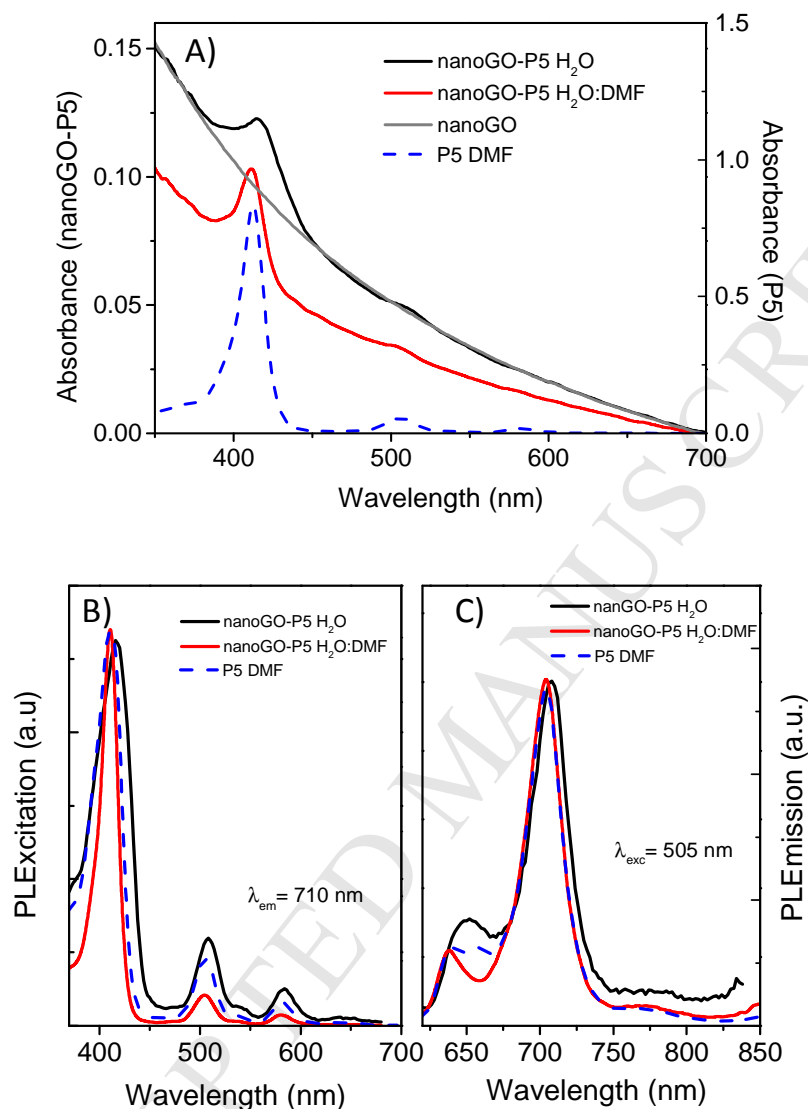 A)
nanoGO-P5 H2O
nanoGO-P5 H2O:DMF
nanoGO
P5 DMF
Absorbance (nanoGO-P5)
0.15
0.10
0.05
0.00
Absorbance (P5)
1.5
1.0
0.5
0.0
400 500 600 700
Wavelength (nm)
B)
nanoGO-P5 H2O
nanoGO-P5 H2O:DMF
P5 DMF
λem= 710 nm
PLExcitation (a.u)
400 500 600 700
Wavelength (nm)
C)
nanGO-P5 H2O
nanoGO-P5 H2O:DMF
P5 DMF
λexc= 505 nm
PLEmission (a.u.)
650 700 750 800 850
Wavelength (nm)
PTED MANUSCR